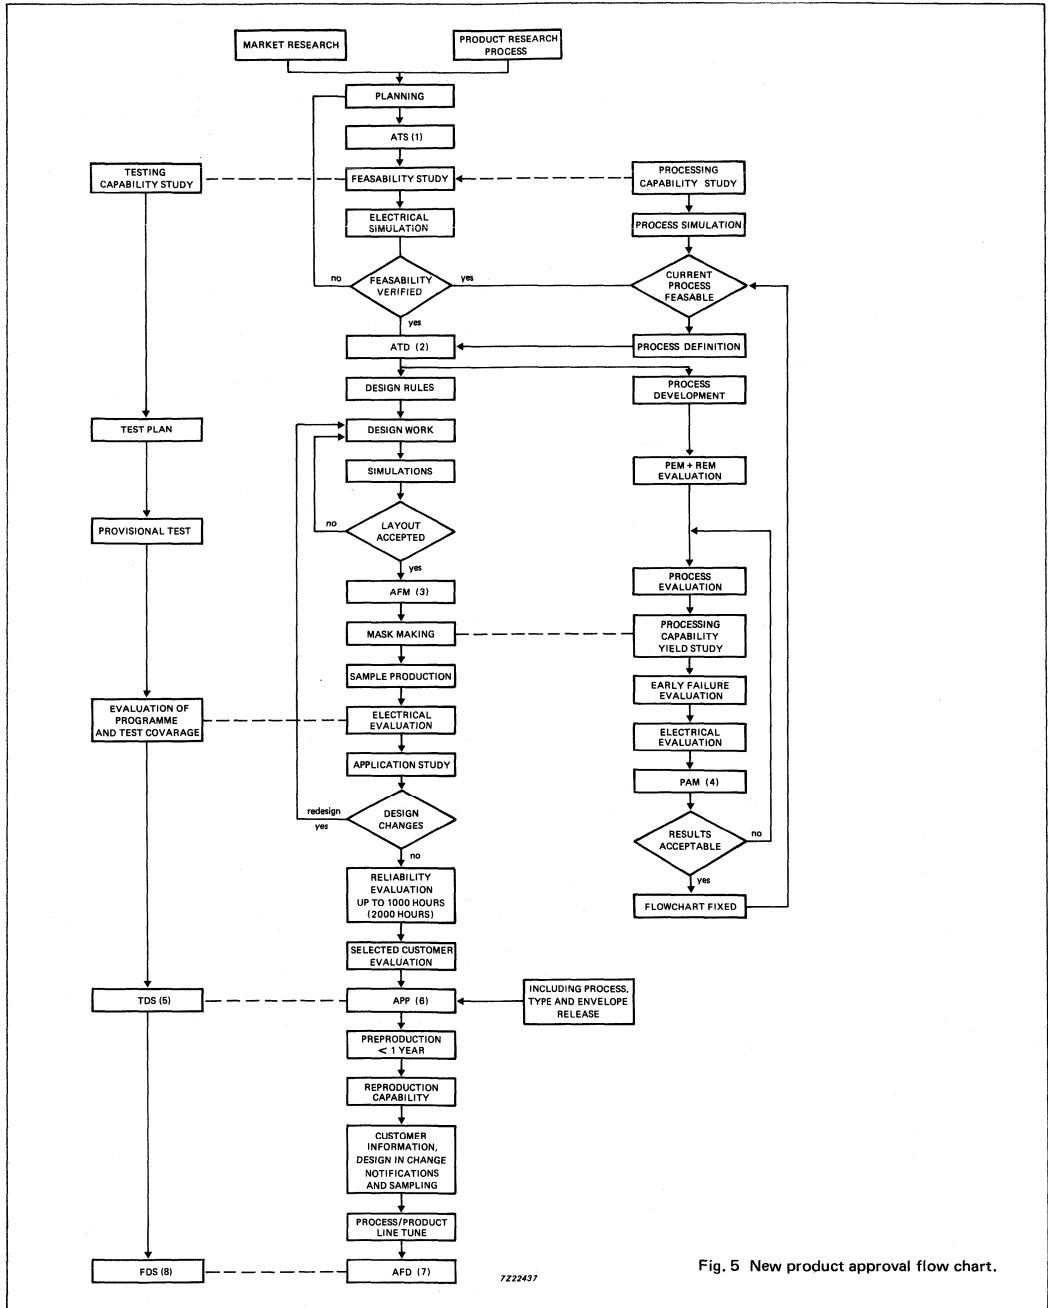 MARKET RESEARCH
PRODUCT RESEARCH
PROCESS
PLANNING
ATS (1)
TESTING
CAPABILITY STUDY
FEASABILITY STUDY
PROCESSING
CAPABILITY STUDY
ELECTRICAL
SIMULATION
PROCESS SIMULATION
no
FEASABILITY
VERIFIED
yes
CURRENT
PROCESS
FEASABLE
yes
ATD (2)
PROCESS DEFINITION
DESIGN RULES
PROCESS
DEVELOPMENT
TEST PLAN
DESIGN WORK
SIMULATIONS
PEM + REM
EVALUATION
PROVISIONAL TEST
no
LAYOUT
ACCEPTED
yes
AFM (3)
PROCESS
EVALUATION
MASK MAKING
PROCESSING
CAPABILITY
YIELD STUDY
SAMPLE PRODUCTION
EARLY FAILURE
EVALUATION
EVALUATION OF
PROGRAMME
AND TEST COVARAGE
ELECTRICAL
EVALUATION
ELECTRICAL
EVALUATION
APPLICATION STUDY
PAM (4)
redesign
yes
DESIGN
CHANGES
no
RESULTS
ACCEPTABLE
no
yes
RELIABILITY
EVALUATION
UP TO 1000 HOURS
(2000 HOURS)
FLOWCHART FIXED
SELECTED CUSTOMER
EVALUATION
TDS (5)
APP (6)
INCLUDING PROCESS,
TYPE AND ENVELOPE
RELEASE
PREPRODUCTION
< 1 YEAR
REPRODUCTION
CAPABILITY
CUSTOMER
INFORMATION,
DESIGN IN CHANGE
NOTIFICATIONS
AND SAMPLING
PROCESS/PRODUCT
LINE TUNE
FDS (8)
AFD (7)
7Z22437
Fig. 5 New product approval flow chart.